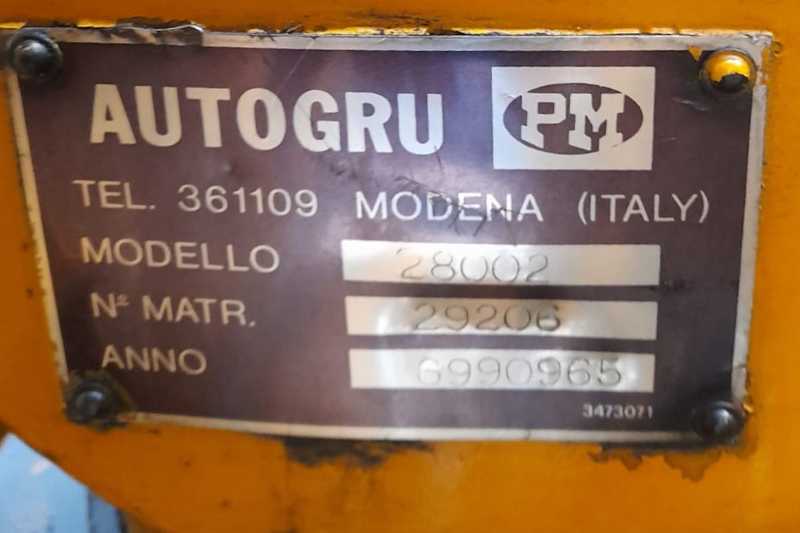 AUTOGRU PM
TEL. 361109 MODENA (ITALY)
MODELLO 28002
Nº MATR. 29206
ANNO 6990965
3473071